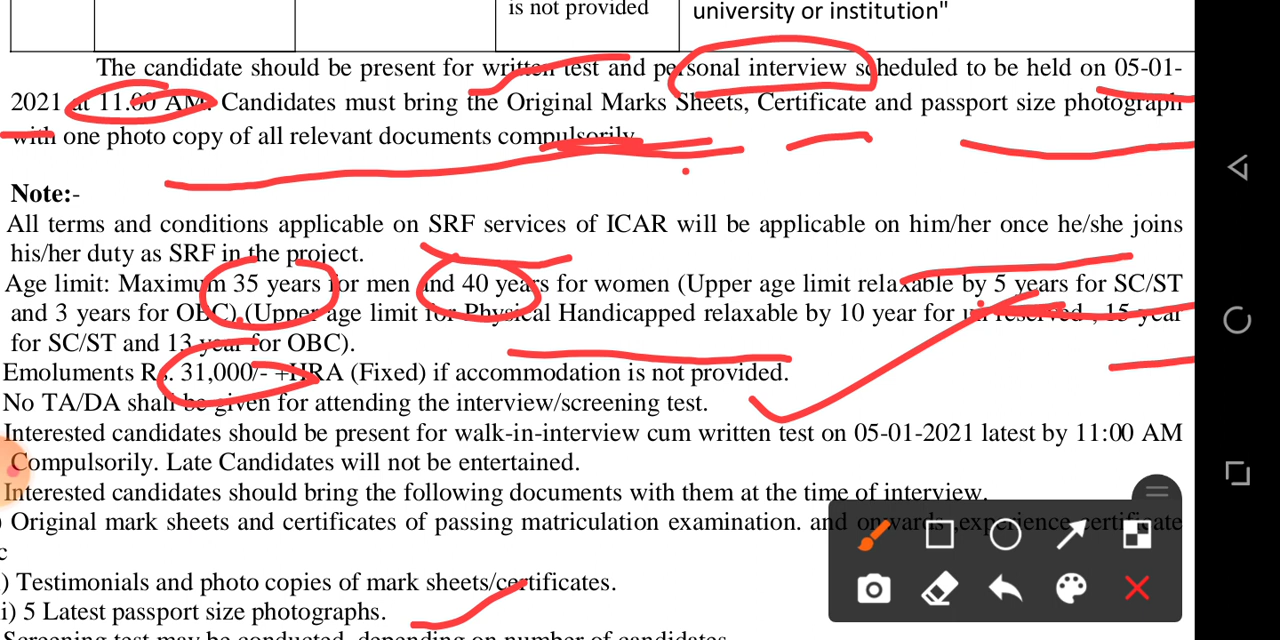 is not provided
university or institution"
The candidate should be present for written test and personal interview scheduled to be held on 05-01-
2021 at 11.00 AM. Candidates must bring the Original Marks Sheets, Certificate and passport size photograph
with one photo copy of all relevant documents compulsorily.
Note:-
All terms and conditions applicable on SRF services of ICAR will be applicable on him/her once he/she joins
his/her duty as SRF in the project.
Age limit: Maximum 35 years for men and 40 years for women (Upper age limit relaxable by 5 years for SC/ST
and 3 years for OBC).(Upper age limit for Physical Handicapped relaxable by 10 year for un reserved , 15 year
for SC/ST and 13 year for OBC).
Emoluments Rs. 31,000/- +HRA (Fixed) if accommodation is not provided.
No TA/DA shall be given for attending the interview/screening test.
Interested candidates should be present for walk-in-interview cum written test on 05-01-2021 latest by 11:00 AM
Compulsorily. Late Candidates will not be entertained.
Interested candidates should bring the following documents with them at the time of interview.
) Original mark sheets and certificates of passing matriculation examination. and onwards ,experience certificate
c
) Testimonials and photo copies of mark sheets/certificates.
i) 5 Latest passport size photographs.
Screening test may be conducted, depending on number of candidates